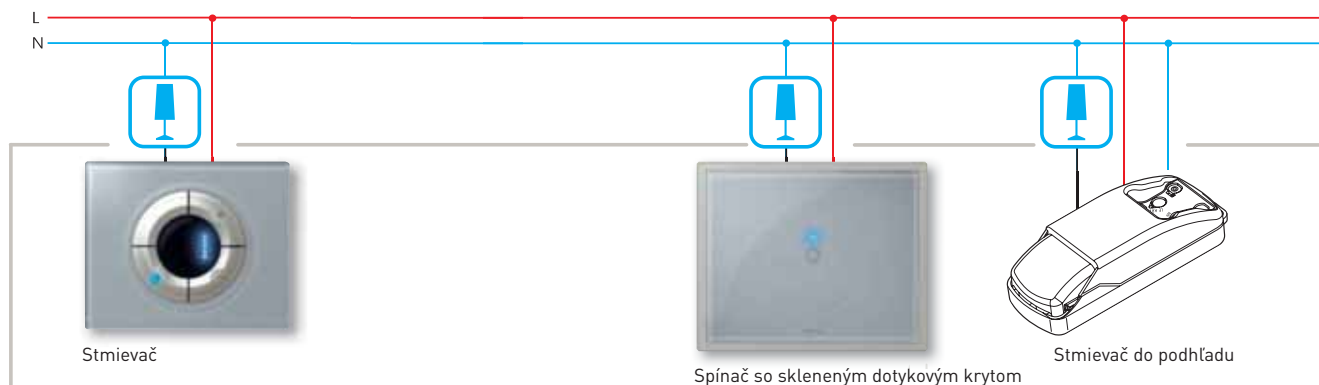 L
N
Stmievač
Spínač so skleneným dotykovým krytom
Stmievač do podhľadu